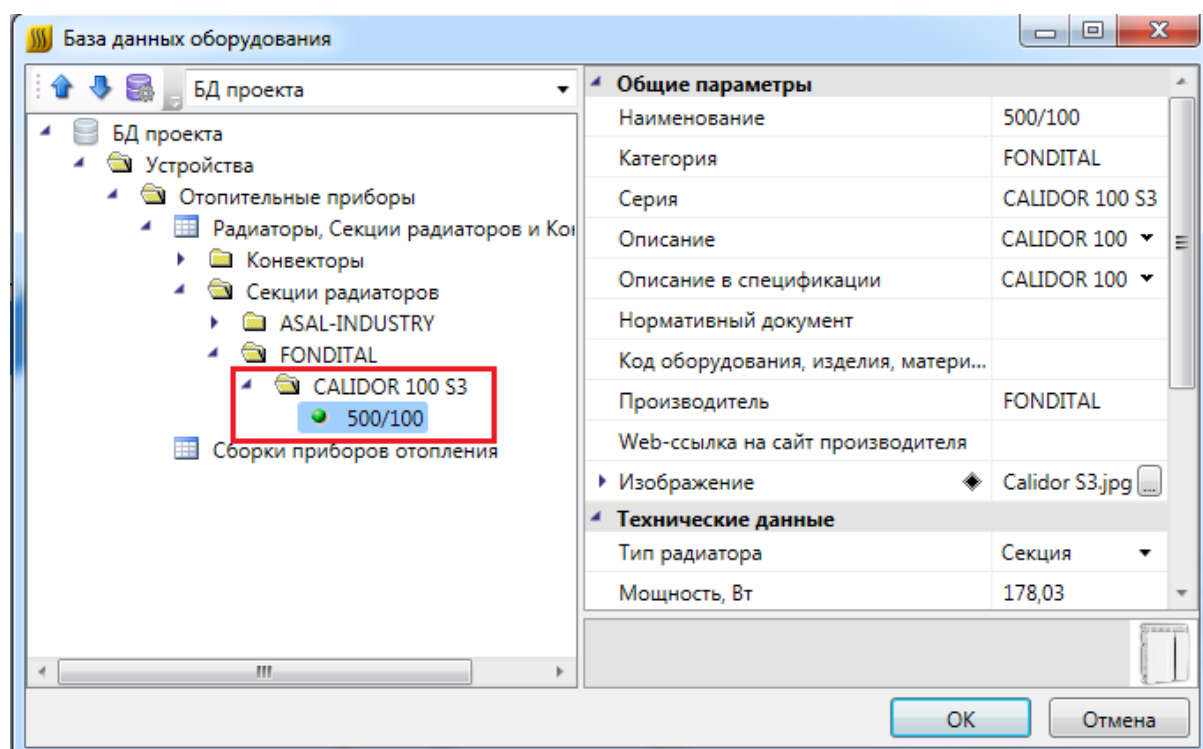 База данных оборудования
БД проекта
БД проекта
Устройства
Отопительные приборы
Радиаторы, Секции радиаторов и Кон
Конвекторы
Секции радиаторов
ASAL-INDUSTRY
FONDITAL
CALIDOR 100 S3
500/100
Сборки приборов отопления
Общие параметры
Наименование 500/100
Категория FONDITAL
Серия CALIDOR 100 S3
Описание CALIDOR 100
Описание в спецификации CALIDOR 100
Нормативный документ
Код оборудования, изделия, матери...
Производитель FONDITAL
Web-ссылка на сайт производителя
Изображение Calidor S3.jpg ...
Технические данные
Тип радиатора Секция
Мощность, Вт 178,03
OK Отмена